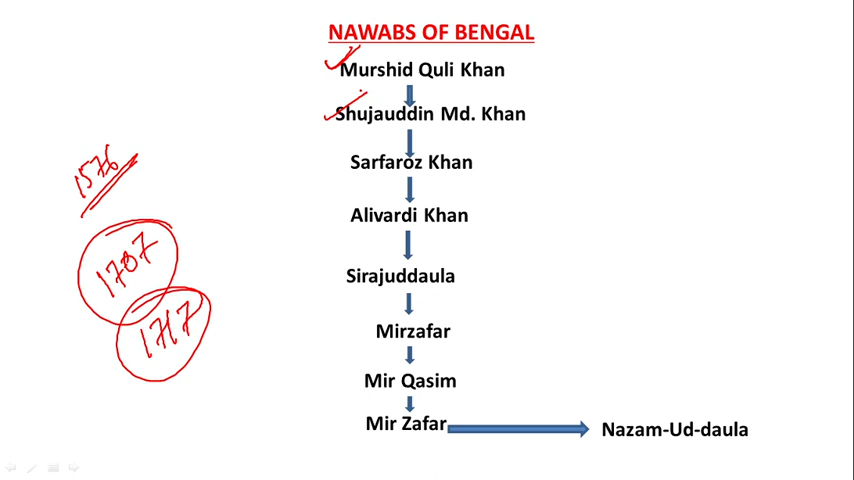 NAWABS OF BENGAL
Murshid Quli Khan
Shujauddin Md. Khan
Sarfaroz Khan
Alivardi Khan
Sirajuddaula
Mirzafar
Mir Qasim
Mir Zafar
Nazam-Ud-daula
1576
1707
1717